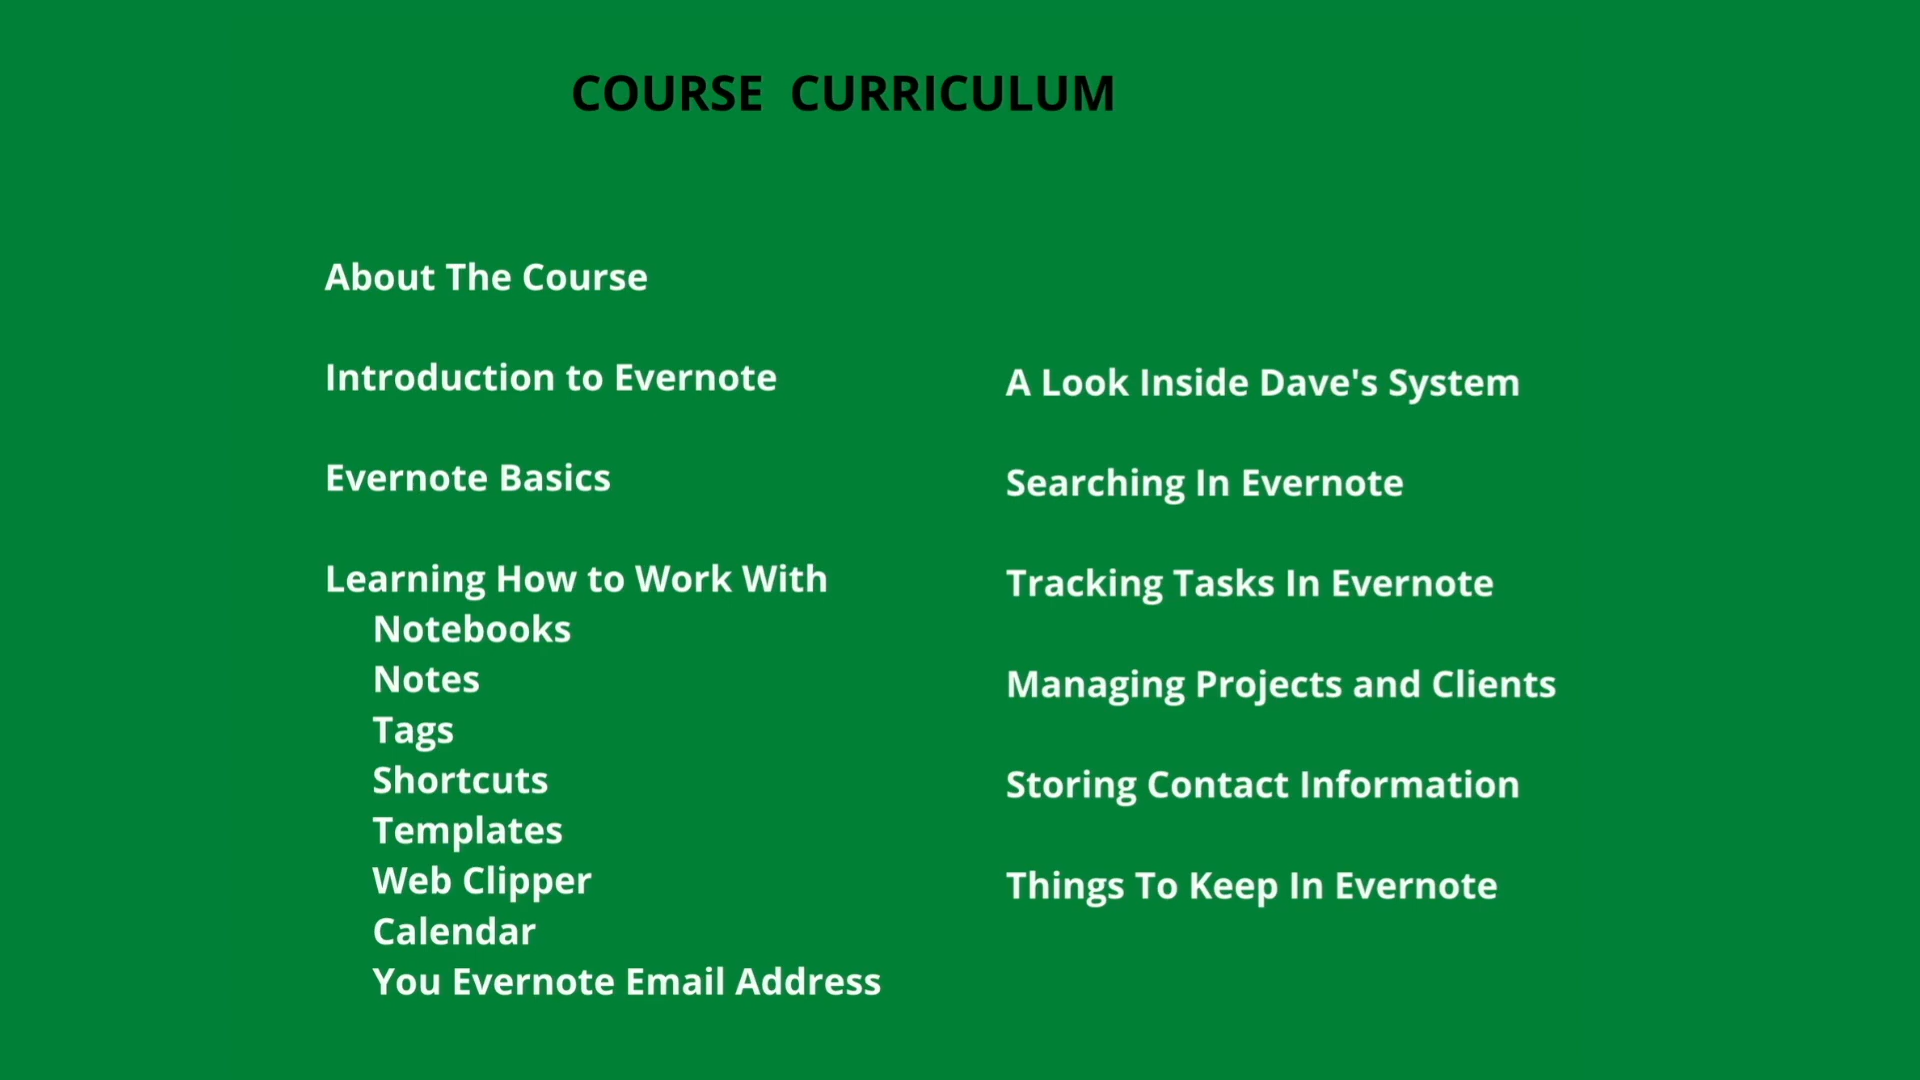 COURSE CURRICULUM
About The Course
Introduction to Evernote
Evernote Basics
Learning How to Work With
Notebooks
Notes
Tags
Shortcuts
Templates
Web Clipper
Calendar
You Evernote Email Address
A Look Inside Dave's System
Searching In Evernote
Tracking Tasks In Evernote
Managing Projects and Clients
Storing Contact Information
Things To Keep In Evernote